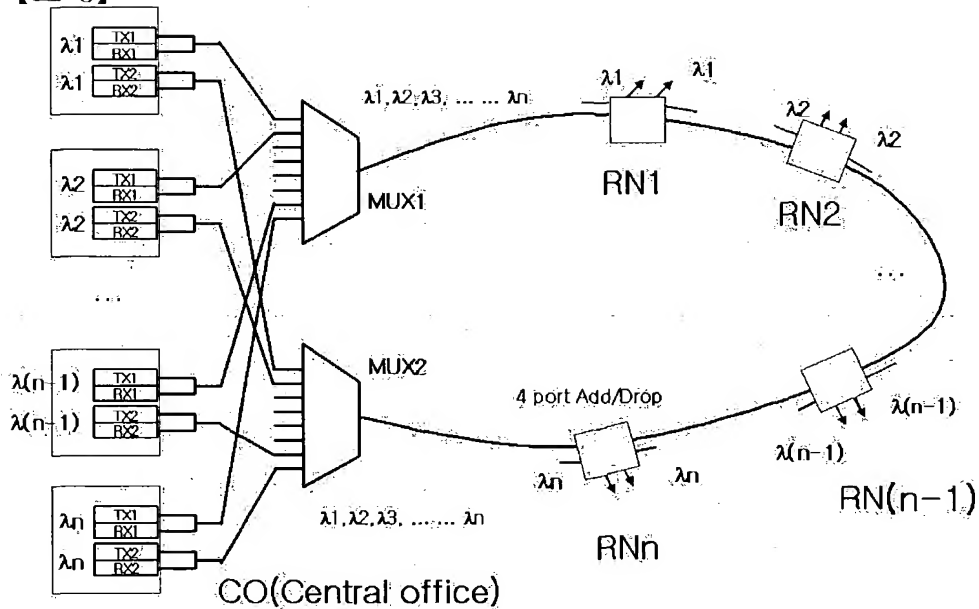 λ1 TX1
RX1
λ1 TX2
RX2
λ2 TX1
RX1
λ2 TX2
RX2
...
λ(n-1) TX1
RX1
λ(n-1) TX2
RX2
λn TX1
RX1
λn TX2
RX2
MUX1
MUX2
λ1,λ2,λ3, ... ... λn
λ1 λ1
RN1
λ2 λ2
RN2
...
λ(n-1) λ(n-1)
RN(n-1)
4 port Add/Drop
λn λn
RNn
λ1,λ2,λ3, ... ... λn
CO(Central office)